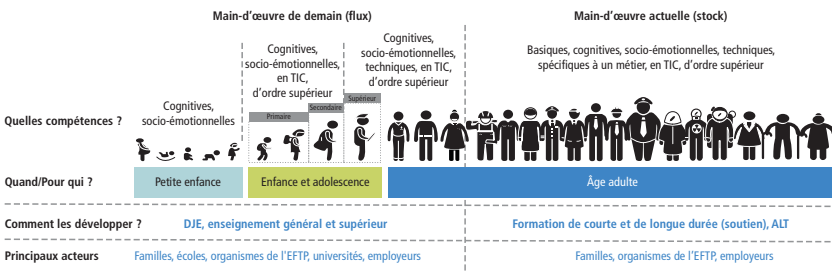 Main-d’œuvre de demain (flux)
Main-d’œuvre actuelle (stock)
Quelles compétences ?
Cognitives,
socio-émotionnelles
Cognitives,
socio-émotionnelles,
en TIC,
d’ordre supérieur
Cognitives,
socio-émotionnelles,
techniques, en TIC,
d’ordre supérieur
Basiques, cognitives, socio-émotionnelles, techniques,
spécifiques à un métier, en TIC, d’ordre supérieur
Primaire
Secondaire
Supérieur
Quand/Pour qui ?
Petite enfance
Enfance et adolescence
Âge adulte
Comment les développer ?
DJE, enseignement général et supérieur
Formation de courte et de longue durée (soutien), ALT
Principaux acteurs
Familles, écoles, organismes de l’EFTP, universités, employeurs
Familles, organismes de l’EFTP, employeurs